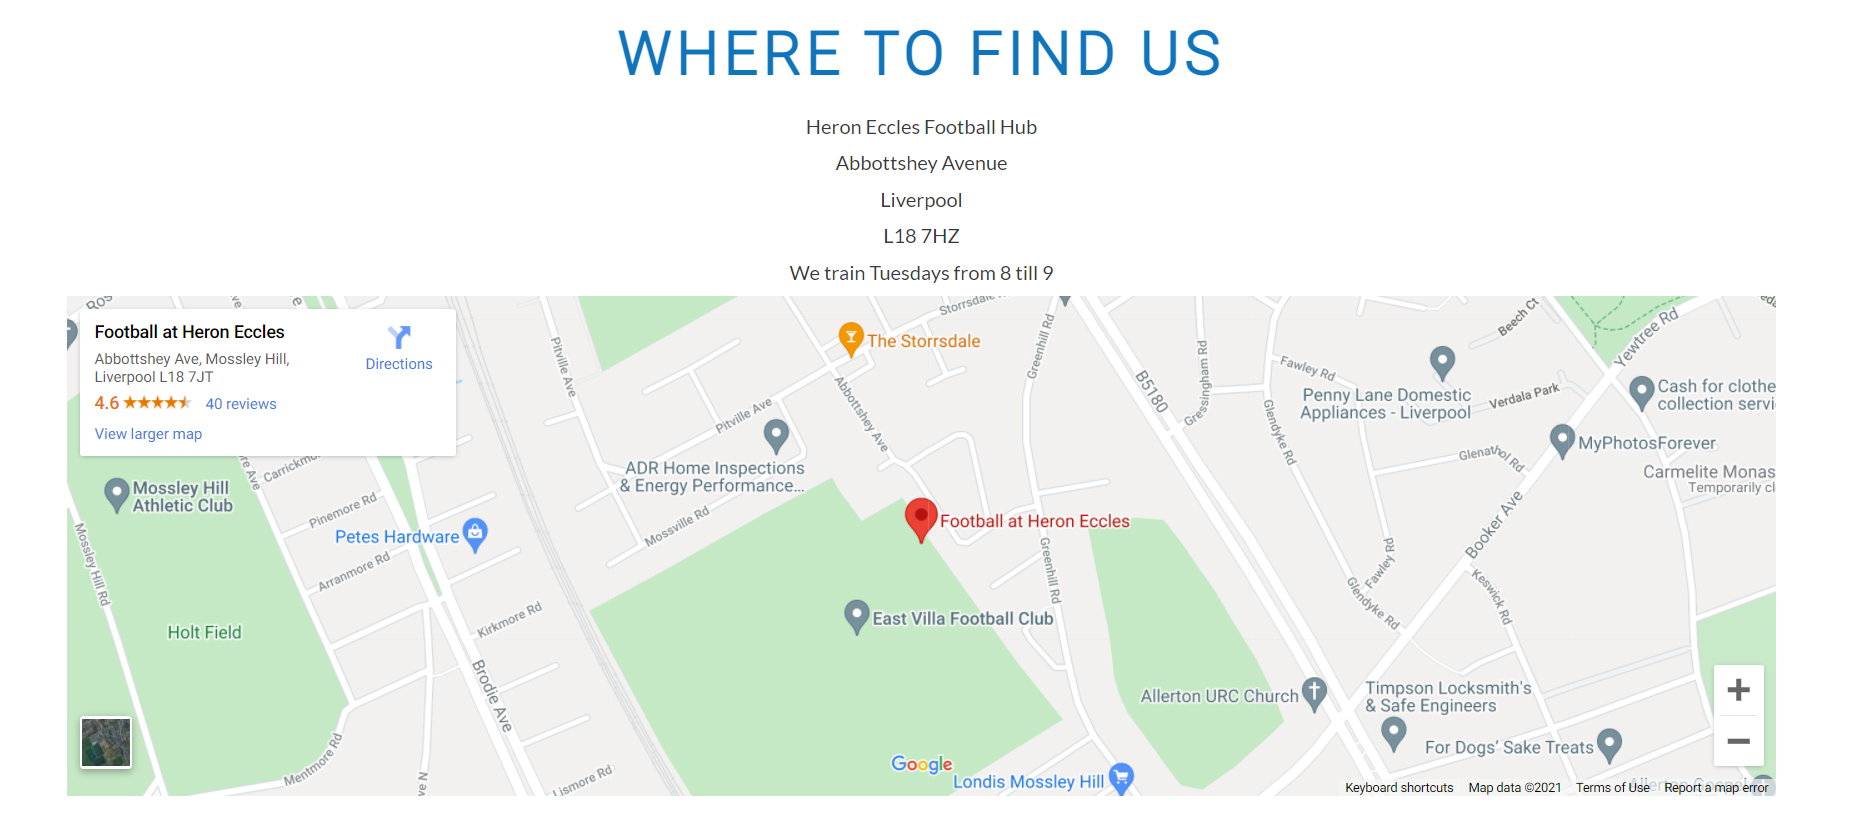 WHERE TO FIND US
Heron Eccles Football Hub
Abbottshey Avenue
Liverpool
L18 7HZ
We train Tuesdays from 8 till 9
Football at Heron Eccles
Abbottshey Ave, Mossley Hill,
Liverpool L18 7JT
Directions
4.6
40 reviews
View larger map
Storrsdale
The Storrsdale
Pitville Ave
Greenhill Rd
Abbottshey Ave
B5180
Gressingham Rd
Fawley Rd
Beech Ct
Yewtree Rd
Penny Lane Domestic
Appliances - Liverpool
Verdala Park
Cash for clothe
collection servi
Pitville Ave
Glendyke Rd
MyPhotosForever
Glenathol Rd
Carmelite Monas
Temporarily cl
ADR Home Inspections
& Energy Performance...
Carrickmo
Mossley Hill
Athletic Club
Pinemore Rd
Mossville Rd
Football at Heron Eccles
Petes Hardware
Booker Ave
Mossley Hill Rd
Arranmore Rd
Greenhill Rd
Fawley Rd
Keswick Rd
Glendyke Rd
Holt Field
Kirkmore Rd
East Villa Football Club
Brodie Ave
Allerton URC Church
Timpson Locksmith's
& Safe Engineers
For Dogs' Sake Treats
Mentmore Rd
Lismore Rd
Google
Londis Mossley Hill
Keyboard shortcuts
Map data ©2021
Terms of Use
Report a map error